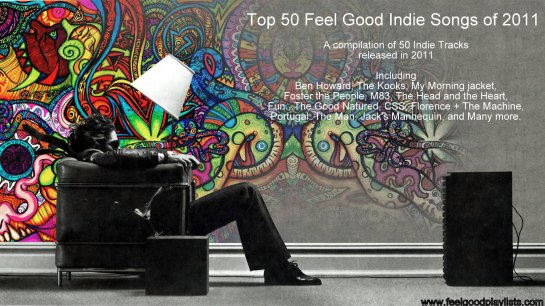 Top 50 Feel Good Indie Songs of 2011
A compilation of 50 Indie Tracks
released in 2011
Including
Ben Howard, The Kooks, My Morning jacket,
Foster the People, M83, The Head and the Heart,
Fun., The Good Natured, CSS, Florence + The Machine,
Portugal. The Man, Jack's Mannequin, and Many more.
www.feelgoodplaylists.com